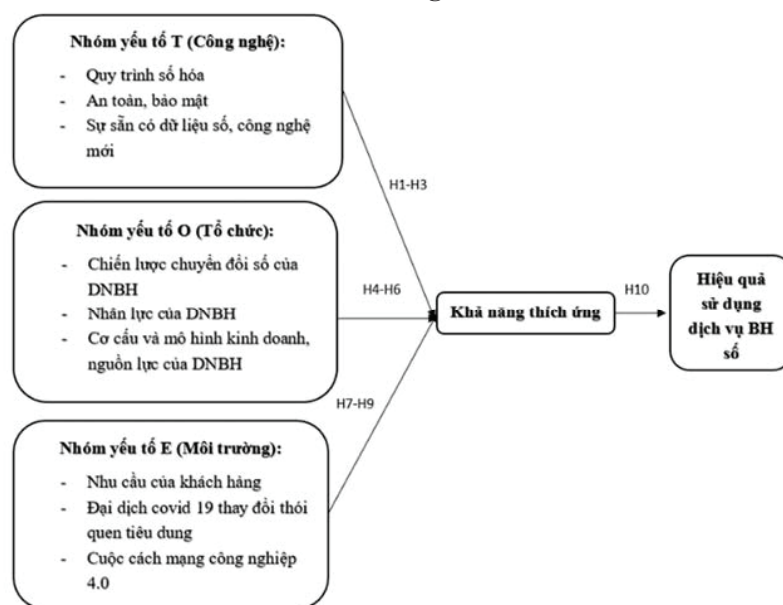 Nhóm yếu tố T (Công nghệ):
- Quy trình số hóa
- An toàn, bảo mật
- Sự sẵn có dữ liệu số, công nghệ
mới
H1-H3
Nhóm yếu tố O (Tổ chức):
- Chiến lược chuyển đổi số của
DNBH
- Nhân lực của DNBH
- Cơ cấu và mô hình kinh doanh,
nguồn lực của DNBH
H4-H6
Khả năng thích ứng
H10
Hiệu quả
sử dụng
dịch vụ BH
số
H7-H9
Nhóm yếu tố E (Môi trường):
- Nhu cầu của khách hàng
- Đại dịch covid 19 thay đổi thói
quen tiêu dung
- Cuộc cách mạng công nghiệp
4.0